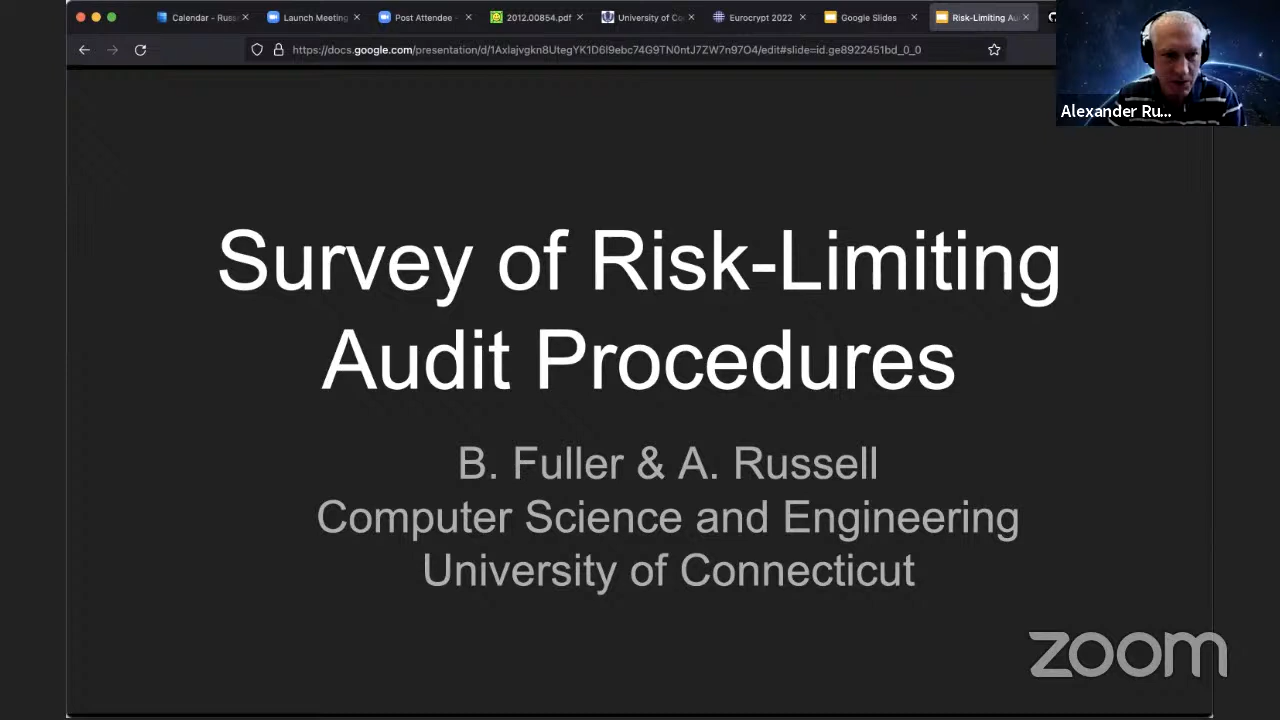 Calendar - Russ
Launch Meeting
Post Attendee -
2012.00854.pdf
University of Co
Eurocrypt 2022
Google Slides
Risk-Limiting Au
https://docs.google.com/presentation/d/1AxlajvgknBUtegYK1D6I9ebc74G9TN0ntJ7ZW7n97O4/edit#slide=id.ge8922451bd_0_0
Alexander Ru...
Survey of Risk-Limiting
Audit Procedures
B. Fuller & A. Russell
Computer Science and Engineering
University of Connecticut
zoom